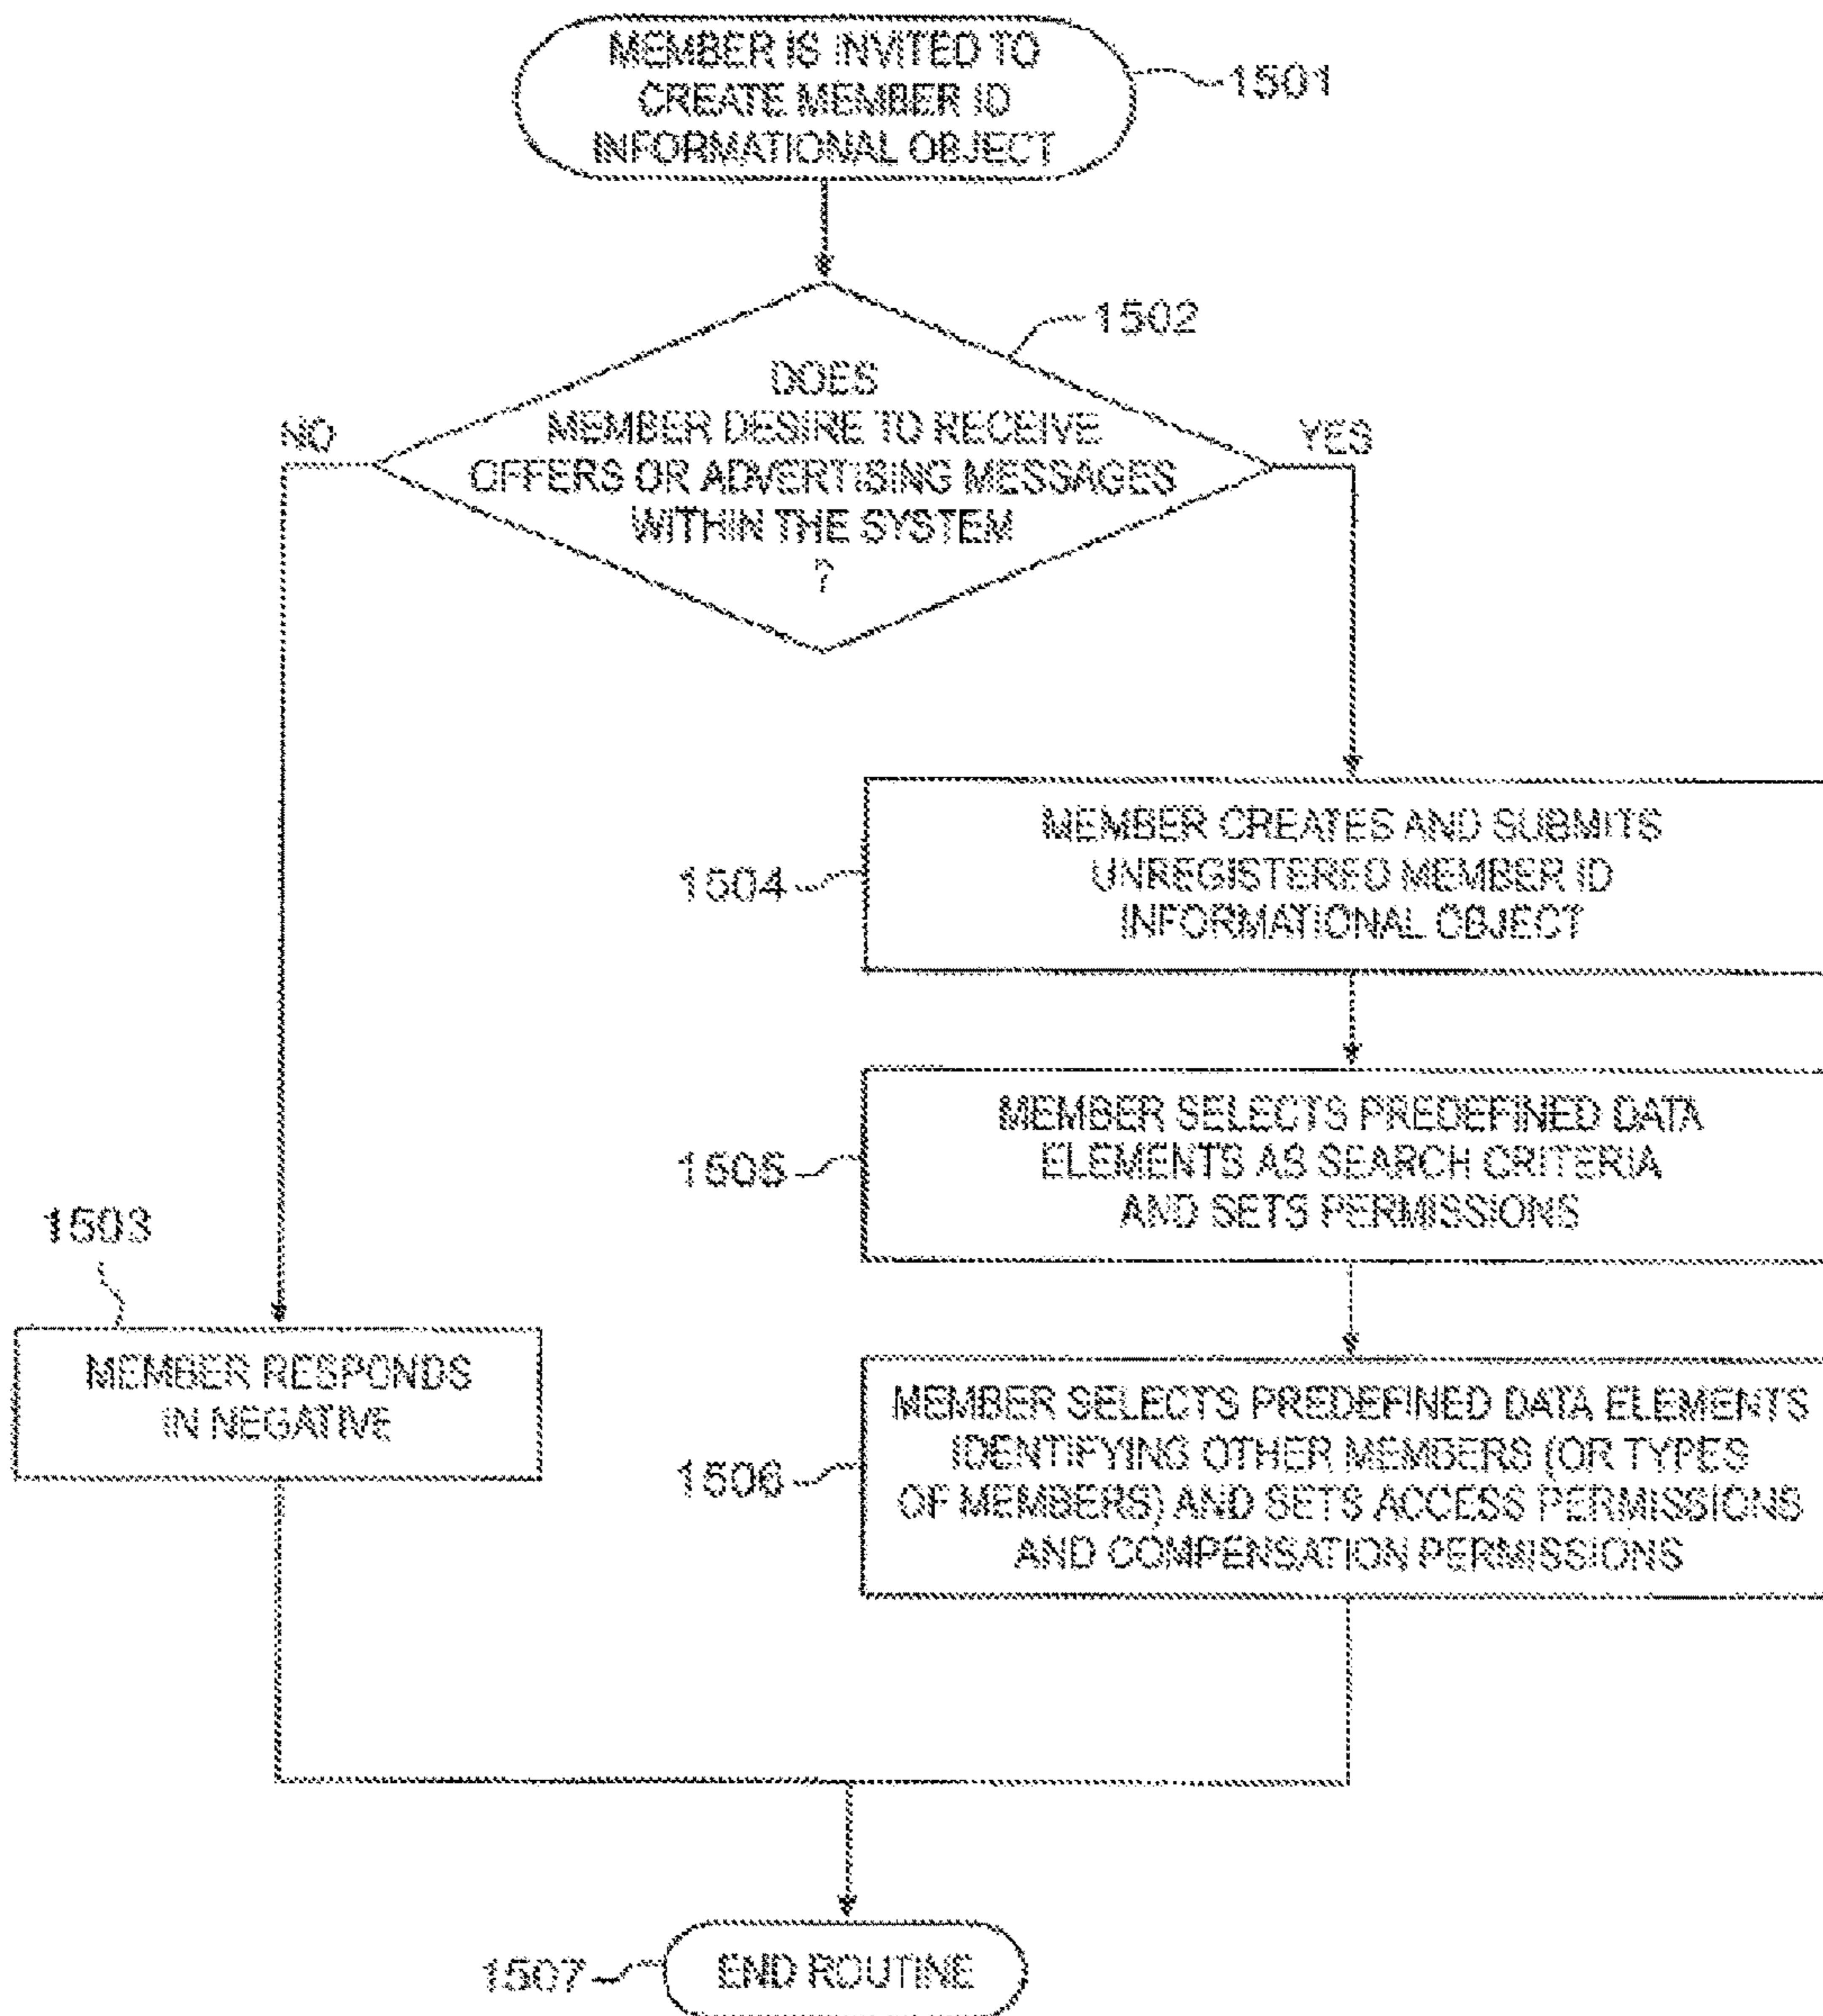 MEMBER IS INVITED TO
CREATE MEMBER ID
INFORMATIONAL OBJECT
1501
1502
DOES
MEMBER DESIRE TO RECEIVE
OFFERS OR ADVERTISING MESSAGES
WITHIN THE SYSTEM
?
NO
YES
1504
MEMBER CREATES AND SUBMITS
UNREGISTERED MEMBER ID
INFORMATIONAL OBJECT
1505
MEMBER SELECTS PREDEFINED DATA
ELEMENTS AS SEARCH CRITERIA
AND SETS PERMISSIONS
1503
MEMBER RESPONDS
IN NEGATIVE
1506
MEMBER SELECTS PREDEFINED DATA ELEMENTS
IDENTIFYING OTHER MEMBERS (OR TYPES
OF MEMBERS) AND SETS ACCESS PERMISSIONS
AND COMPENSATION PERMISSIONS
1507
END ROUTINE